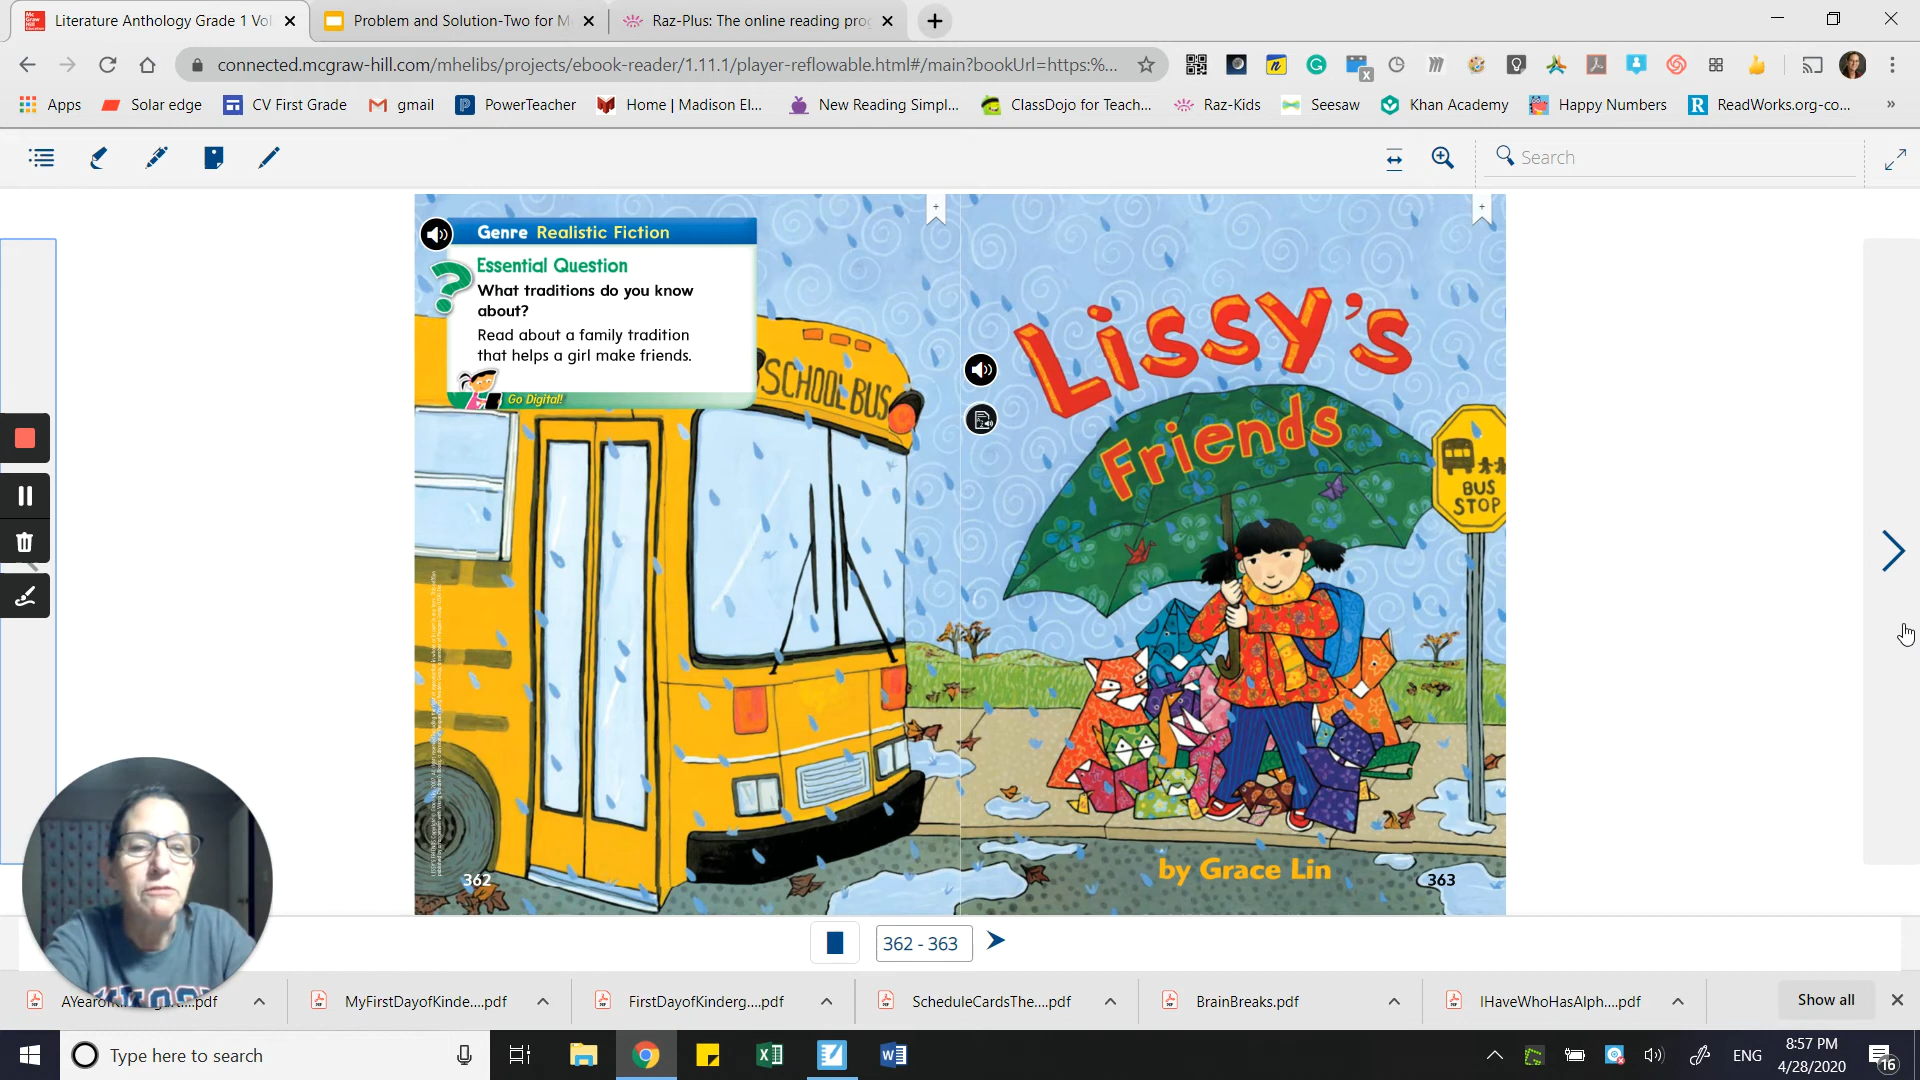 Literature Anthology Grade 1 Vol
Problem and Solution-Two for M
Raz-Plus: The online reading pro
connected.mcgraw-hill.com/mhelibs/projects/ebook-reader/1.11.1/player-reflowable.html#/main?bookUrl=https:%...
Apps
Solar edge
CV First Grade
gmail
PowerTeacher
Home | Madison El...
New Reading Simpl...
ClassDojo for Teach...
Raz-Kids
Seesaw
Khan Academy
Happy Numbers
ReadWorks.org-co...
Search
Genre Realistic Fiction
Essential Question
What traditions do you know
about?
Read about a family tradition
that helps a girl make friends.
Go Digital!
SCHOOL BUS
362
Lissy's
Friends
BUS
STOP
by Grace Lin
363
362 - 363
MyFirstDayofKinde....pdf
FirstDayofKinderg....pdf
ScheduleCardsThe....pdf
BrainBreaks.pdf
IHaveWhoHasAlph....pdf
Show all
Type here to search
ENG
8:57 PM
4/28/2020
16